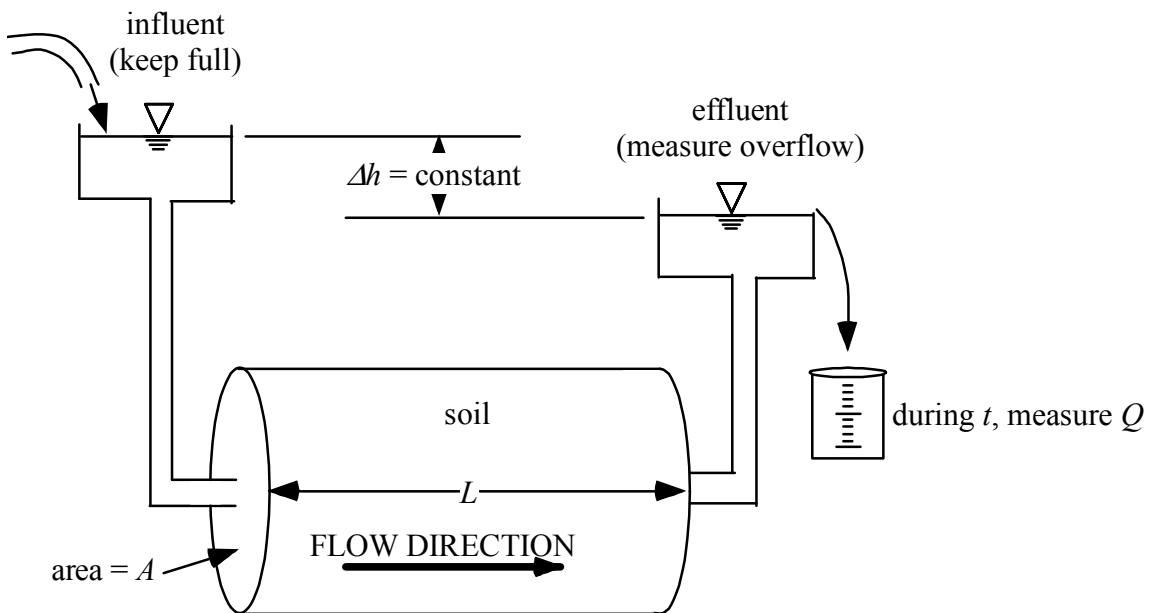 influent
(keep full)
effluent
(measure overflow)
Δh = constant
soil
during t, measure Q
L
FLOW DIRECTION
area = A